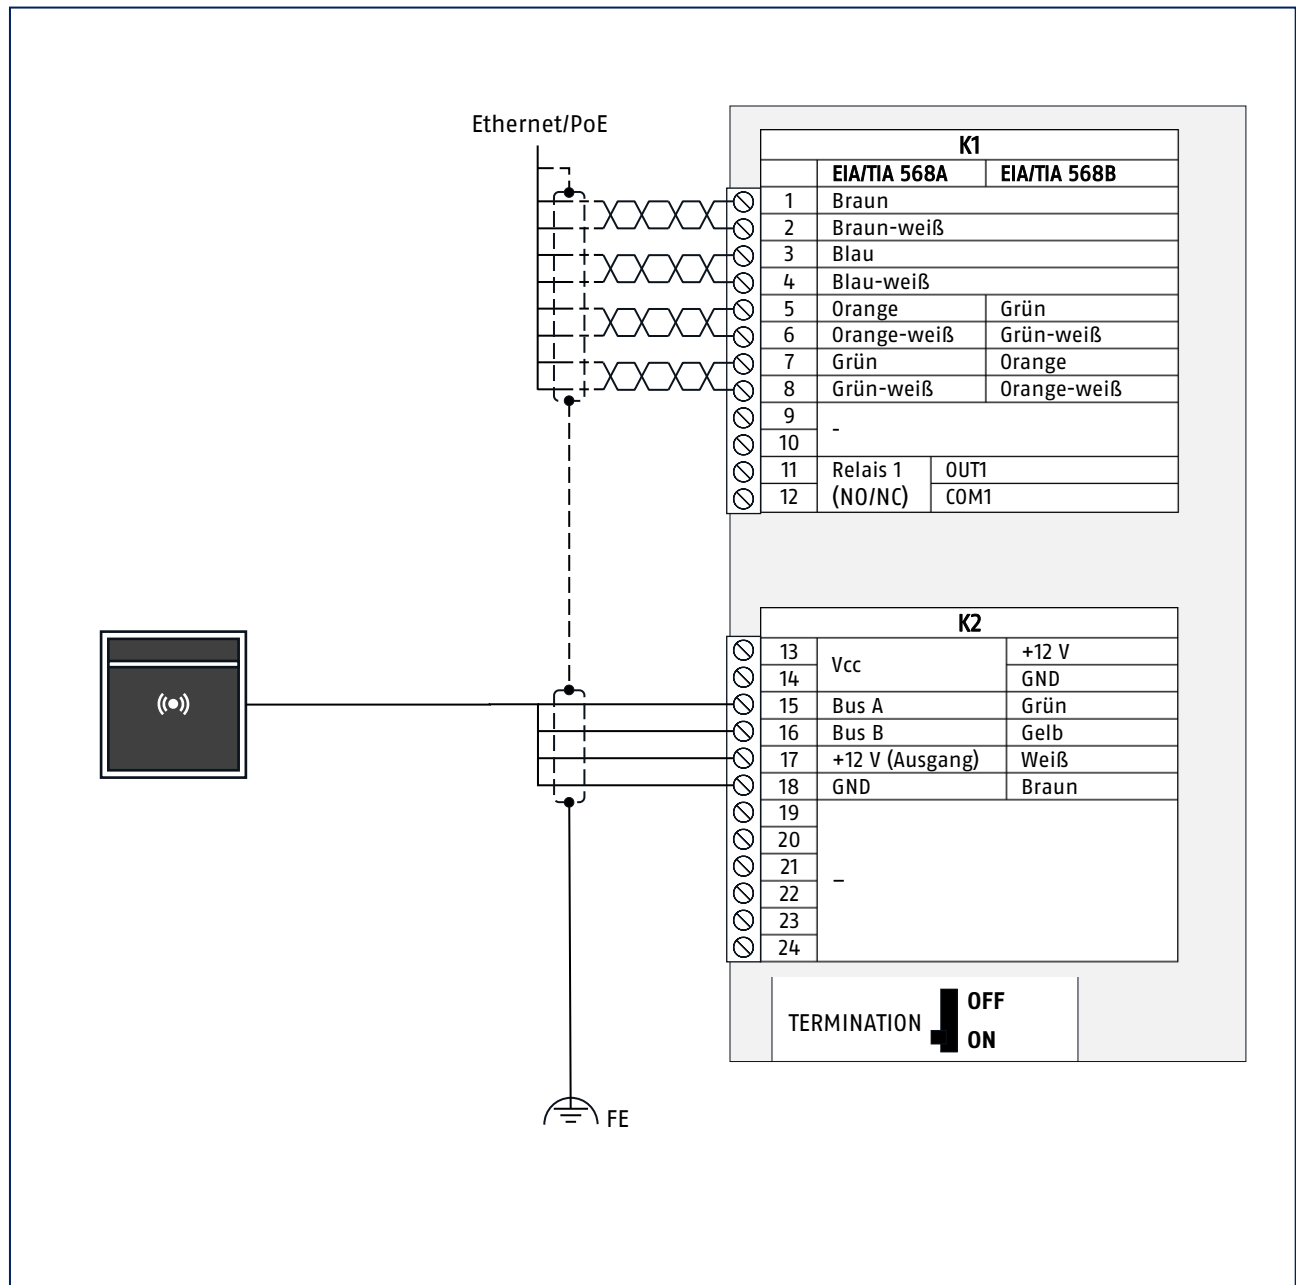 Ethernet/PoE
K1
EIA/TIA 568A EIA/TIA 568B
1 Braun
2 Braun-weiß
3 Blau
4 Blau-weiß
5 Orange Grün
6 Orange-weiß Grün-weiß
7 Grün Orange
8 Grün-weiß Orange-weiß
9
-
10
11 Relais 1 OUT1
12 (NO/NC) COM1
K2
13 Vcc +12 V
14 GND
15 Bus A Grün
16 Bus B Gelb
17 +12 V (Ausgang) Weiß
18 GND Braun
19
20
21
–
22
23
24
TERMINATION OFF
ON
FE